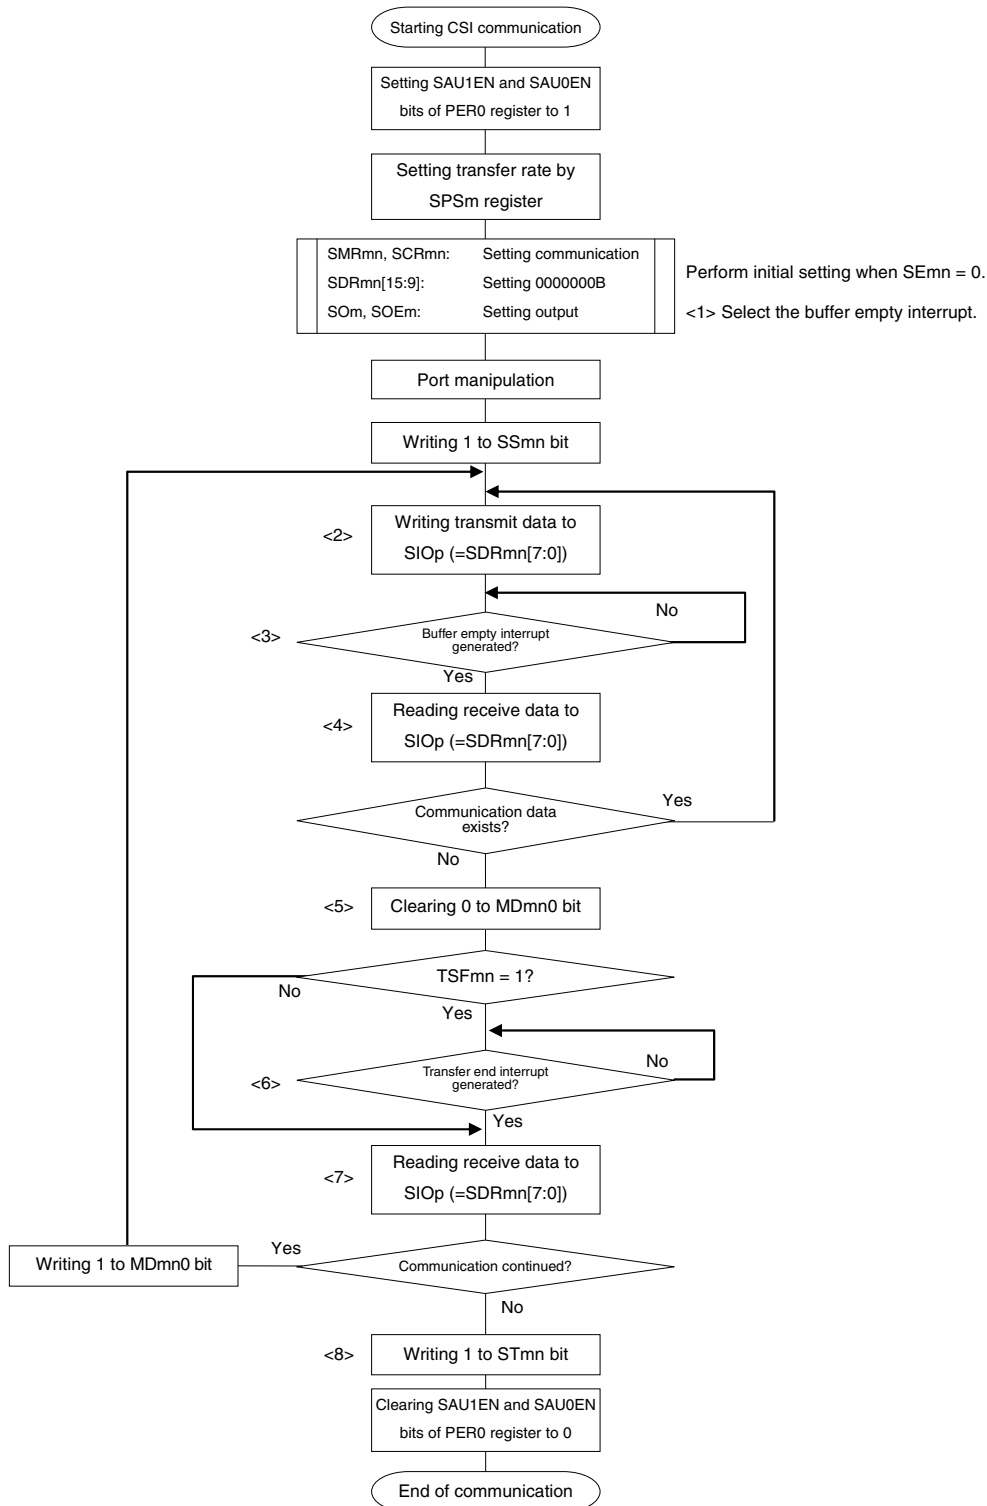 Starting CSI communication
Setting SAU1EN and SAU0EN
bits of PER0 register to 1
Setting transfer rate by
SPSm register
SMRmn, SCRmn: Setting communication
SDRmn[15:9]: Setting 0000000B
SOm, SOEm: Setting output
Perform initial setting when SEmn = 0.
<1> Select the buffer empty interrupt.
Port manipulation
Writing 1 to SSmn bit
<2>
Writing transmit data to
SIOp (=SDRmn[7:0])
No
<3>
Buffer empty interrupt
generated?
Yes
<4>
Reading receive data to
SIOp (=SDRmn[7:0])
Yes
Communication data
exists?
No
<5>
Clearing 0 to MDmn0 bit
TSFmn = 1?
No
Yes
No
<6>
Transfer end interrupt
generated?
Yes
<7>
Reading receive data to
SIOp (=SDRmn[7:0])
Writing 1 to MDmn0 bit
Yes
Communication continued?
No
<8>
Writing 1 to STmn bit
Clearing SAU1EN and SAU0EN
bits of PER0 register to 0
End of communication